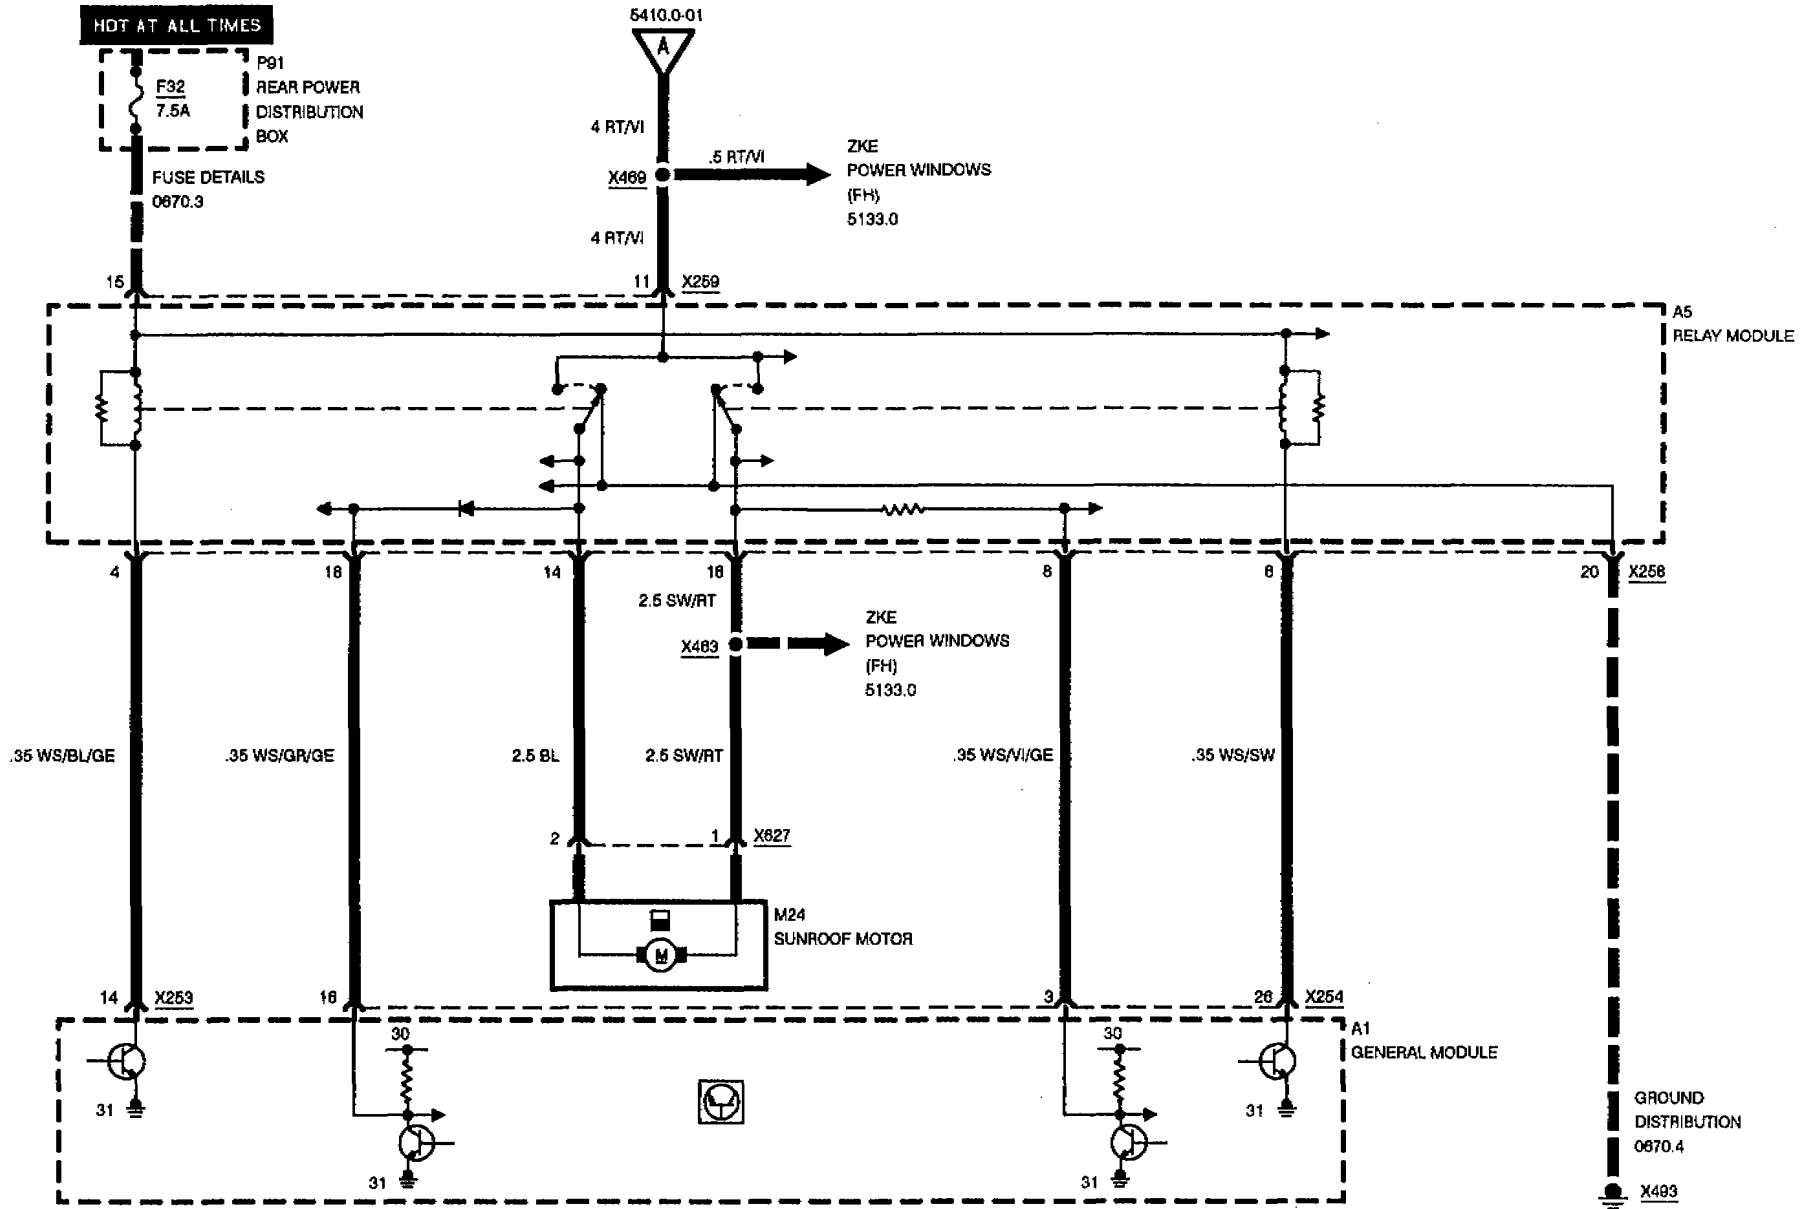 HOT AT ALL TIMES
5410.0-01
A
P91
REAR POWER
DISTRIBUTION
BOX
F32
7.5A
4 RT/VI
.5 RT/VI
ZKE
POWER WINDOWS
(FH)
5133.0
X469
FUSE DETAILS
0670.3
4 RT/VI
15
11
X259
A5
RELAY MODULE
4
18
14
16
8
6
20
X256
2.5 SW/RT
ZKE
POWER WINDOWS
(FH)
5133.0
X463
.35 WS/BL/GE
.35 WS/GR/GE
2.5 BL
2.5 SW/RT
.35 WS/VI/GE
.35 WS/SW
2
1
X627
M24
SUNROOF MOTOR
M
14
X253
16
3
26
X254
A1
GENERAL MODULE
30
30
31
31
31
31
GROUND
DISTRIBUTION
0670.4
X493